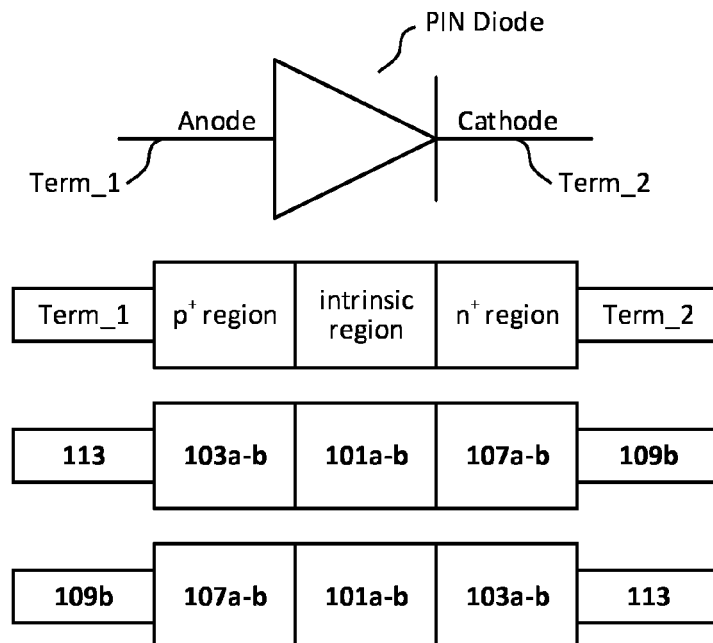 PIN Diode
Anode
Cathode
Term_1
Term_2
Term_1
p⁺ region
intrinsic
region
n⁺ region
Term_2
113
103a-b
101a-b
107a-b
109b
109b
107a-b
101a-b
103a-b
113